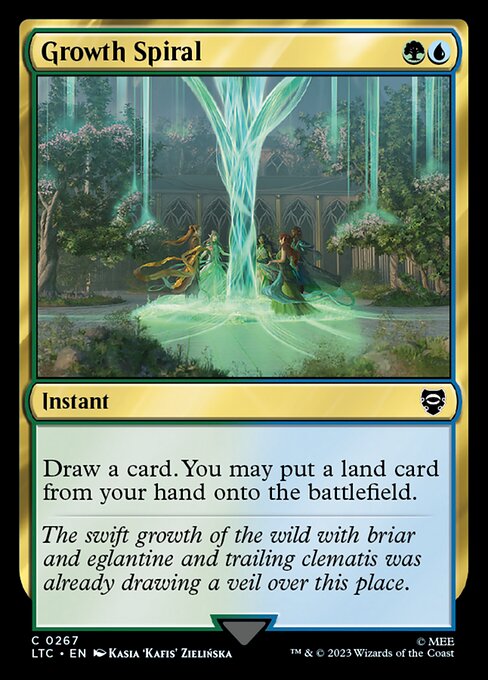 Growth Spiral
Instant
Draw a card. You may put a land card
from your hand onto the battlefield.
The swift growth of the wild with briar
and eglantine and trailing clematis was
already drawing a veil over this place.
C 0267
LTC • EN Kasia ‘Kafis’ Zielińska
© MEE
™ & © 2023 Wizards of the Coast